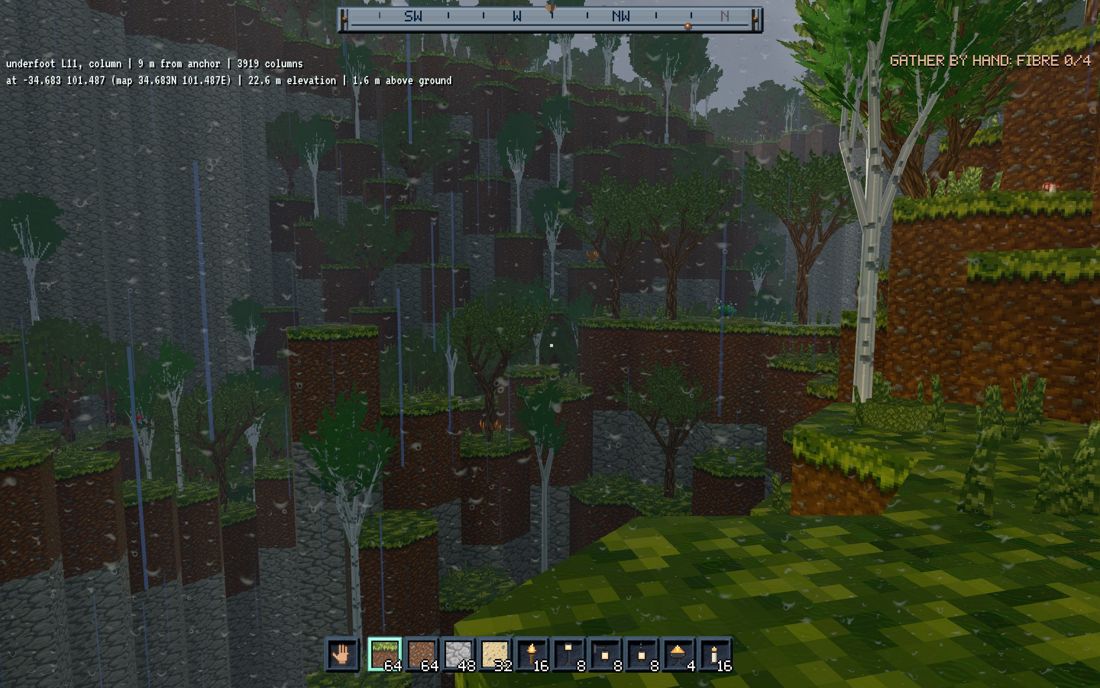 SW W NW N
underfoot L11, column | 9 m from anchor | 3919 columns
at -34.683 101.487 (map 34.683N 101.487E) | 22.6 m elevation | 1.6 m above ground
GATHER BY HAND: FIBRE 0/4
64 64 48 32 16 8 8 8 4 16